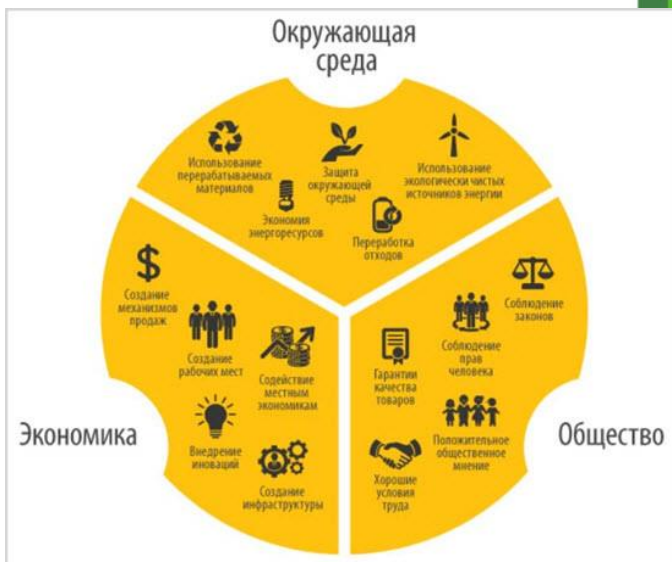 Окружающая
среда
Использование
перерабатываемых
материалов
Защита
окружающей
среды
Использование
экологически чистых
источников энергии
Экономия
энергоресурсов
Переработка
отходов
$
Создание
механизмов
продаж
Создание
рабочих мест
Содействие
местным
экономикам
Внедрение
иноваций
Создание
инфраструктуры
Экономика
Соблюдение
законов
Соблюдение
прав
человека
Гарантии
качества
товаров
Положительное
общественное
мнение
Хорошие
условия
труда
Общество